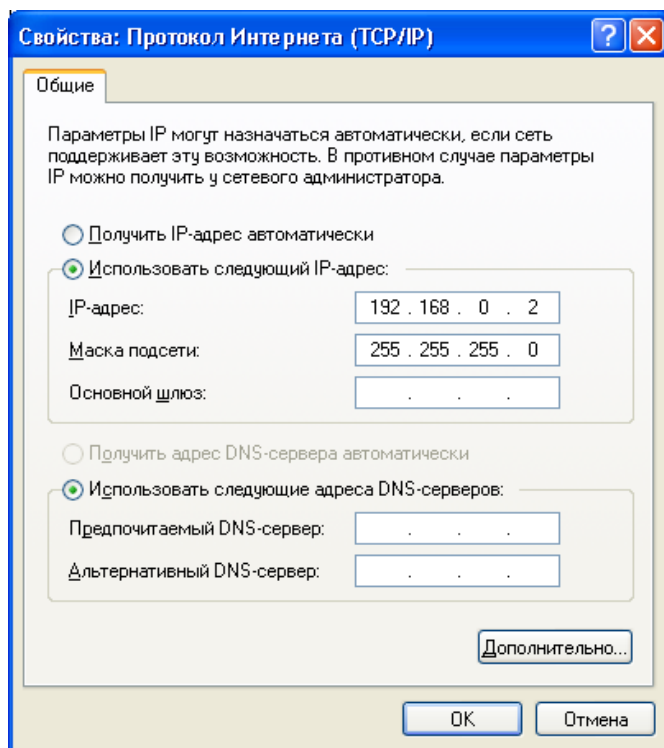 Свойства: Протокол Интернета (TCP/IP)
Общие
Параметры IP могут назначаться автоматически, если сеть
поддерживает эту возможность. В противном случае параметры
IP можно получить у сетевого администратора.
Получить IP-адрес автоматически
Использовать следующий IP-адрес:
IP-адрес: 192 . 168 . 0 . 2
Маска подсети: 255 . 255 . 255 . 0
Основной шлюз: . . .
Получить адрес DNS-сервера автоматически
Использовать следующие адреса DNS-серверов:
Предпочитаемый DNS-сервер: . . .
Альтернативный DNS-сервер: . . .
Дополнительно...
OK Отмена